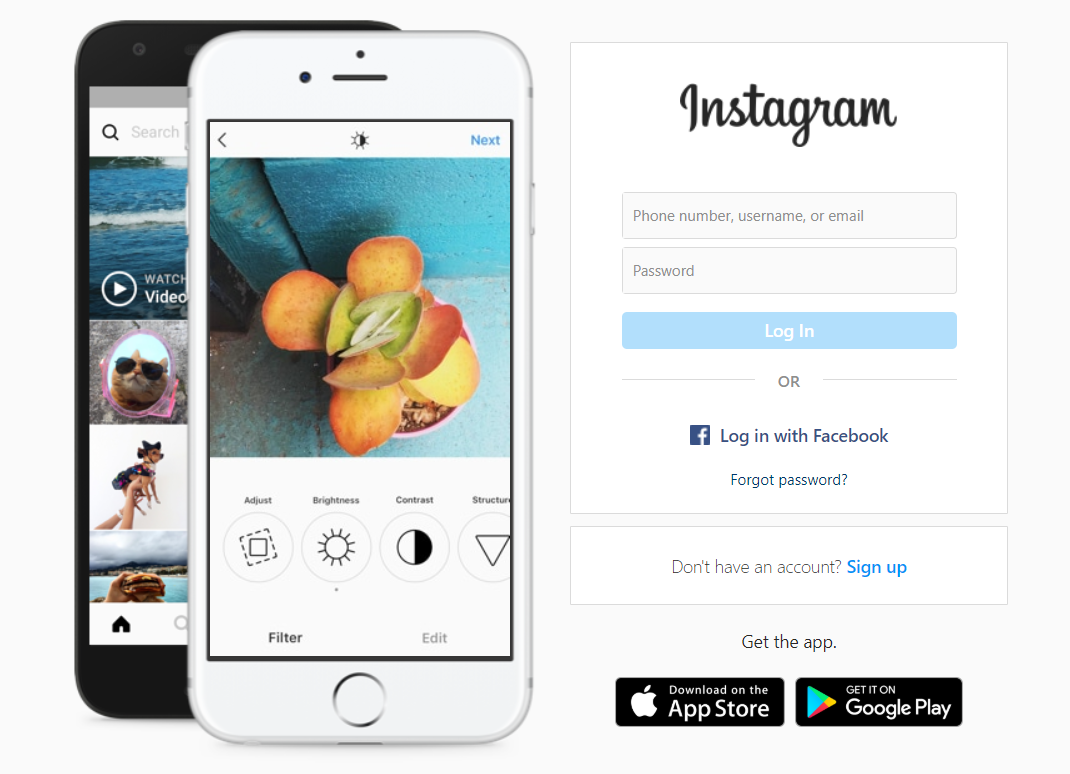 Search
WATCH
Video
Next
Adjust Brightness Contrast Structur
Filter Edit
Instagram
Phone number, username, or email
Password
Log In
OR
Log in with Facebook
Forgot password?
Don't have an account? Sign up
Get the app.
Download on the
App Store
GET IT ON
Google Play